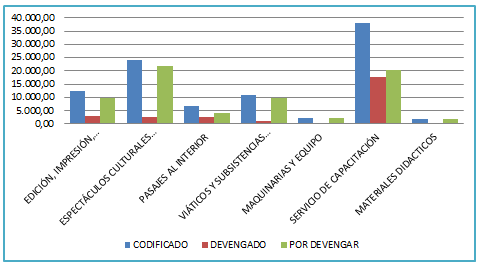 40.000,00
35.000,00
30.000,00
25.000,00
20.000,00
15.000,00
10.000,00
5.000,00
0,00
EDICIÓN, IMPRESIÓN,...
ESPECTÁCULOS CULTURALES...
PASAJES AL INTERIOR
VIÁTICOS Y SUBSISTENCIAS...
MAQUINARIAS Y EQUIPO
SERVICIO DE CAPACITACIÓN
MATERIALES DIDACTICOS
CODIFICADO DEVENGADO POR DEVENGAR